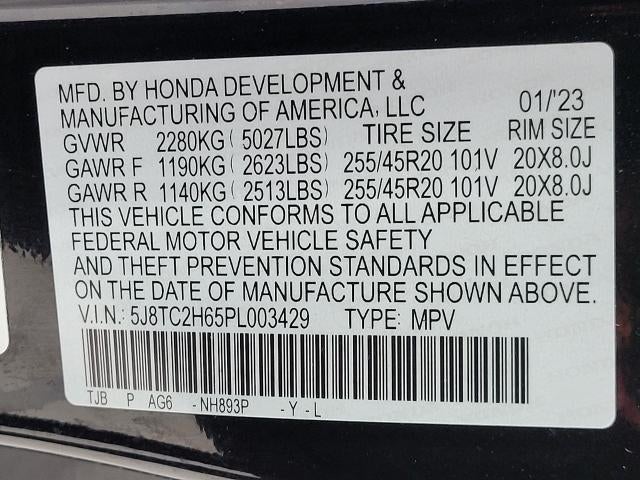 MFD. BY HONDA DEVELOPMENT &
MANUFACTURING OF AMERICA, LLC 01/'23
GVWR 2280KG( 5027LBS) TIRE SIZE RIM SIZE
GAWR F 1190KG( 2623LBS) 255/45R20 101V 20X8.0J
GAWR R 1140KG( 2513LBS) 255/45R20 101V 20X8.0J
THIS VEHICLE CONFORMS TO ALL APPLICABLE
FEDERAL MOTOR VEHICLE SAFETY
AND THEFT PREVENTION STANDARDS IN EFFECT
ON THE DATE OF MANUFACTURE SHOWN ABOVE.
V.I.N.: 5J8TC2H65PL003429 TYPE: MPV
TJB P AG6 -NH893P -Y-L